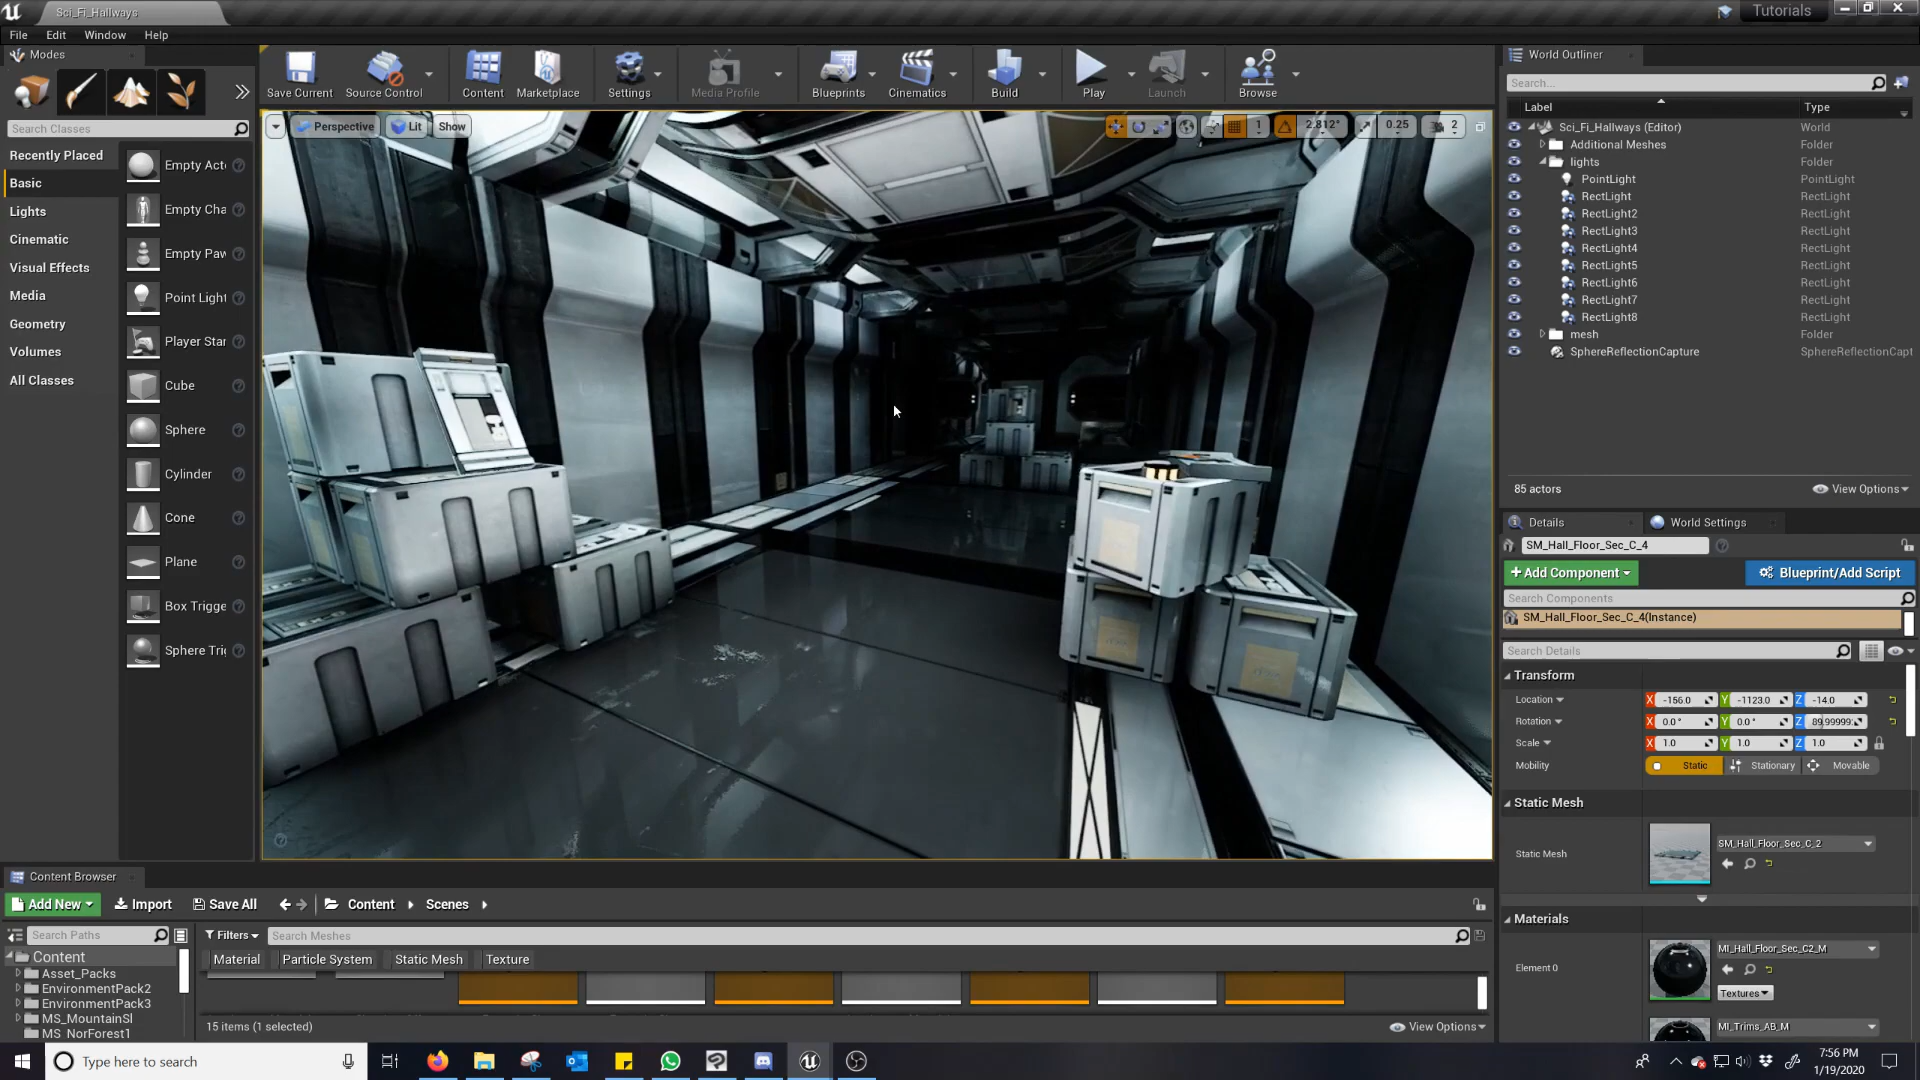 Sci_Fi_Hallways
Tutorials
File Edit Window Help
Modes
Save Current
Source Control
Content
Marketplace
Settings
Media Profile
Blueprints
Cinematics
Build
Play
Launch
Browse
Search Classes
Recently Placed
Basic
Lights
Cinematic
Visual Effects
Media
Geometry
Volumes
All Classes
Empty Act
Empty Cha
Empty Paw
Point Light
Player Star
Cube
Sphere
Cylinder
Cone
Plane
Box Trigge
Sphere Trig
Perspective Lit Show
1 2.812° 0.25 2
World Outliner
Search...
Label Type
Sci_Fi_Hallways (Editor) World
Additional Meshes Folder
lights Folder
PointLight PointLight
RectLight RectLight
RectLight2 RectLight
RectLight3 RectLight
RectLight4 RectLight
RectLight5 RectLight
RectLight6 RectLight
RectLight7 RectLight
RectLight8 RectLight
mesh Folder
SphereReflectionCapture SphereReflectionCapt
85 actors View Options
Details World Settings
SM_Hall_Floor_Sec_C_4
+Add Component Blueprint/Add Script
Search Components
SM_Hall_Floor_Sec_C_4(Instance)
Search Details
Transform
Location X -156.0 Y -1123.0 Z -14.0
Rotation X 0.0 ° Y 0.0 ° Z 89.99999
Scale X 1.0 Y 1.0 Z 1.0
Mobility Static Stationary Movable
Static Mesh
Static Mesh SM_Hall_Floor_Sec_C_2
Materials
Element 0 MI_Hall_Floor_Sec_C2_M
Textures
MI_Trims_AB_M
Content Browser
Add New Import Save All Content Scenes
Search Paths
Filters Search Meshes
Material Particle System Static Mesh Texture
Content
Asset_Packs
EnvironmentPack2
EnvironmentPack3
MS_MountainSl
MS_NorForest1
15 items (1 selected) View Options
Type here to search
7:56 PM
1/19/2020